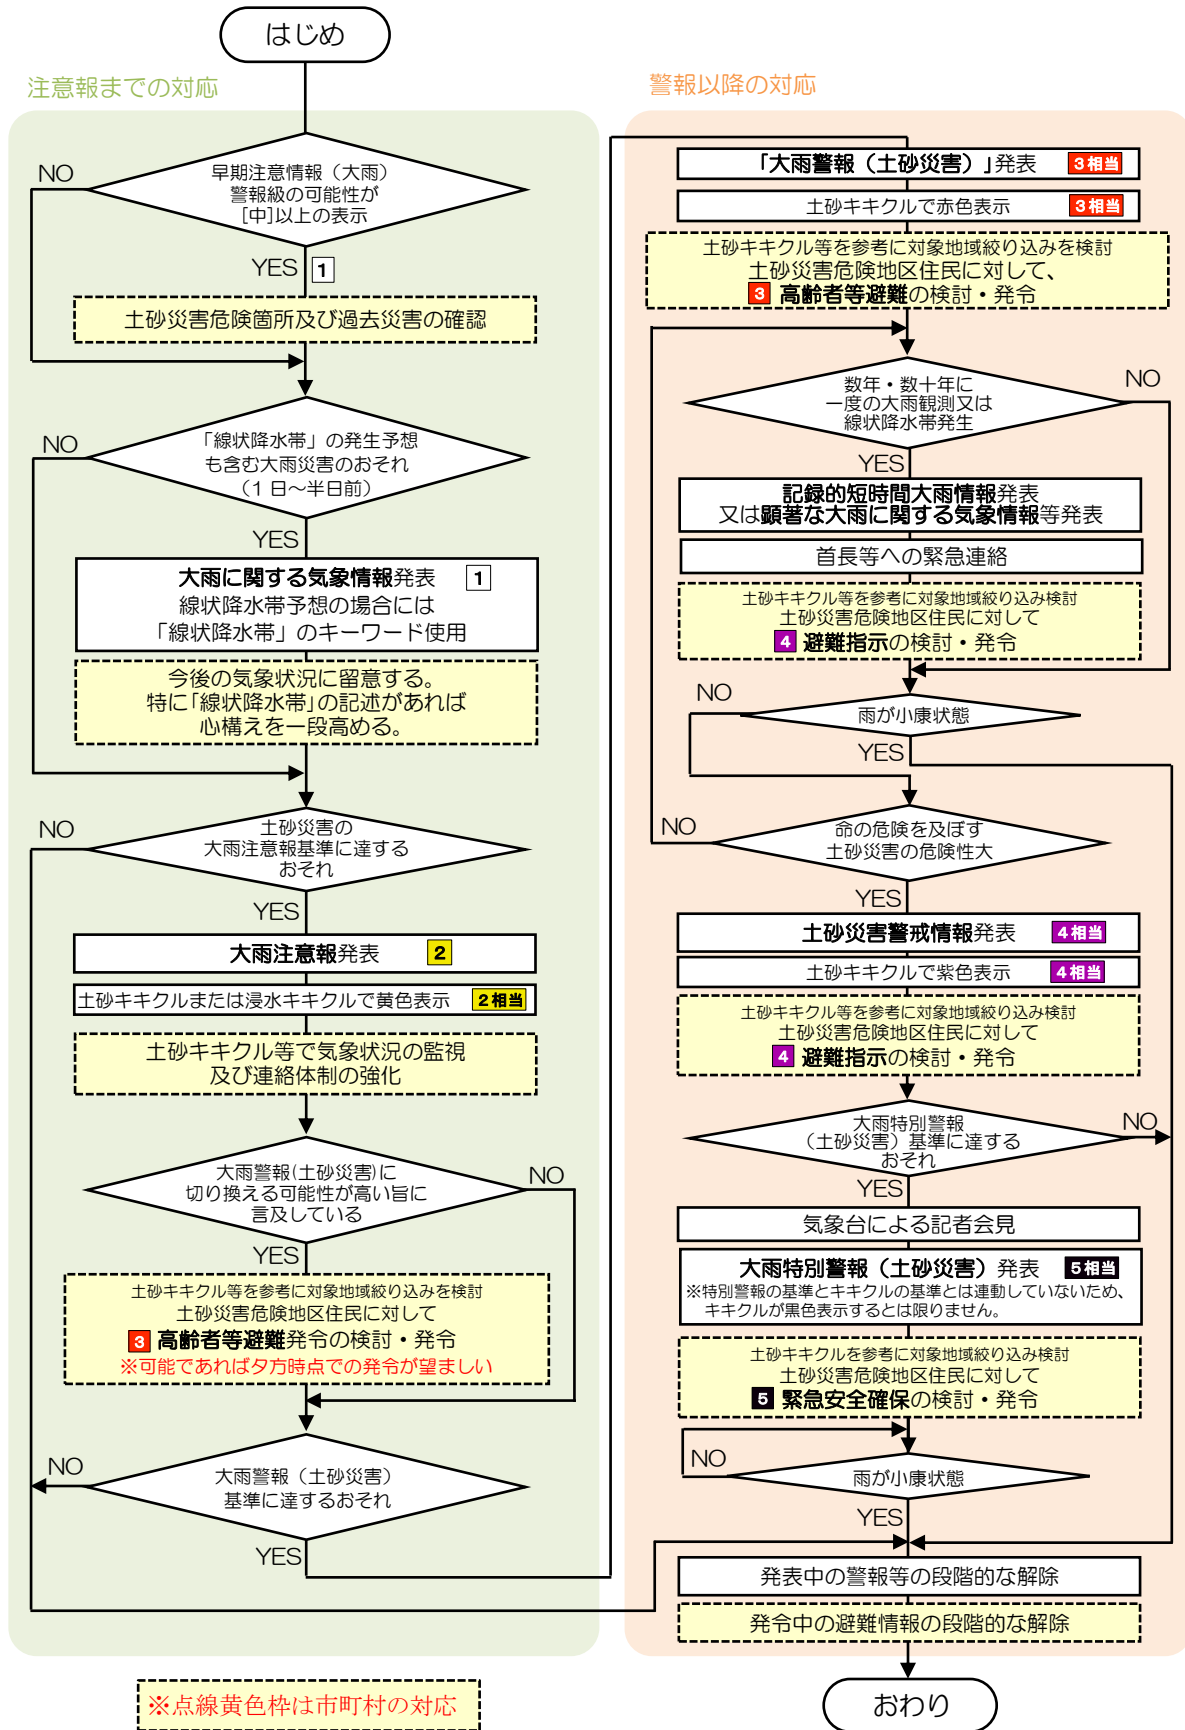 はじめ
注意報までの対応
NO
早期注意情報（大雨）
警報級の可能性が
[中]以上の表示
YES 1
土砂災害危険箇所及び過去災害の確認
NO
「線状降水帯」の発生予想
も含む大雨災害のおそれ
（1日～半日前）
YES
大雨に関する気象情報発表 1
線状降水帯予想の場合には
「線状降水帯」のキーワード使用
今後の気象状況に留意する。
特に「線状降水帯」の記述があれば
心構えを一段高める。
NO
土砂災害の
大雨注意報基準に達する
おそれ
YES
大雨注意報発表 2
土砂キキクルまたは浸水キキクルで黄色表示 2相当
土砂キキクル等で気象状況の監視
及び連絡体制の強化
大雨警報(土砂災害)に
切り換える可能性が高い旨に
言及している
NO
YES
土砂キキクル等を参考に対象地域絞り込みを検討
土砂災害危険地区住民に対して
3 高齢者等避難発令の検討・発令
※可能であれば夕方時点での発令が望ましい
NO
大雨警報（土砂災害）
基準に達するおそれ
YES
※点線黄色枠は市町村の対応
警報以降の対応
「大雨警報（土砂災害）」発表 3相当
土砂キキクルで赤色表示 3相当
土砂キキクル等を参考に対象地域絞り込みを検討
土砂災害危険地区住民に対して、
3 高齢者等避難の検討・発令
数年・数十年に
一度の大雨観測又は
線状降水帯発生
NO
YES
記録的短時間大雨情報発表
又は顕著な大雨に関する気象情報等発表
首長等への緊急連絡
土砂キキクル等を参考に対象地域絞り込み検討
土砂災害危険地区住民に対して
4 避難指示の検討・発令
NO
雨が小康状態
YES
NO
命の危険を及ぼす
土砂災害の危険性大
YES
土砂災害警戒情報発表 4相当
土砂キキクルで紫色表示 4相当
土砂キキクル等を参考に対象地域絞り込み検討
土砂災害危険地区住民に対して
4 避難指示の検討・発令
大雨特別警報
（土砂災害）基準に達する
おそれ
NO
YES
気象台による記者会見
大雨特別警報（土砂災害）発表 5相当
※特別警報の基準とキキクルの基準とは連動していないため、
キキクルが黒色表示するとは限りません。
土砂キキクルを参考に対象地域絞り込み検討
土砂災害危険地区住民に対して
5 緊急安全確保の検討・発令
NO
雨が小康状態
YES
発表中の警報等の段階的な解除
発令中の避難情報の段階的な解除
おわり